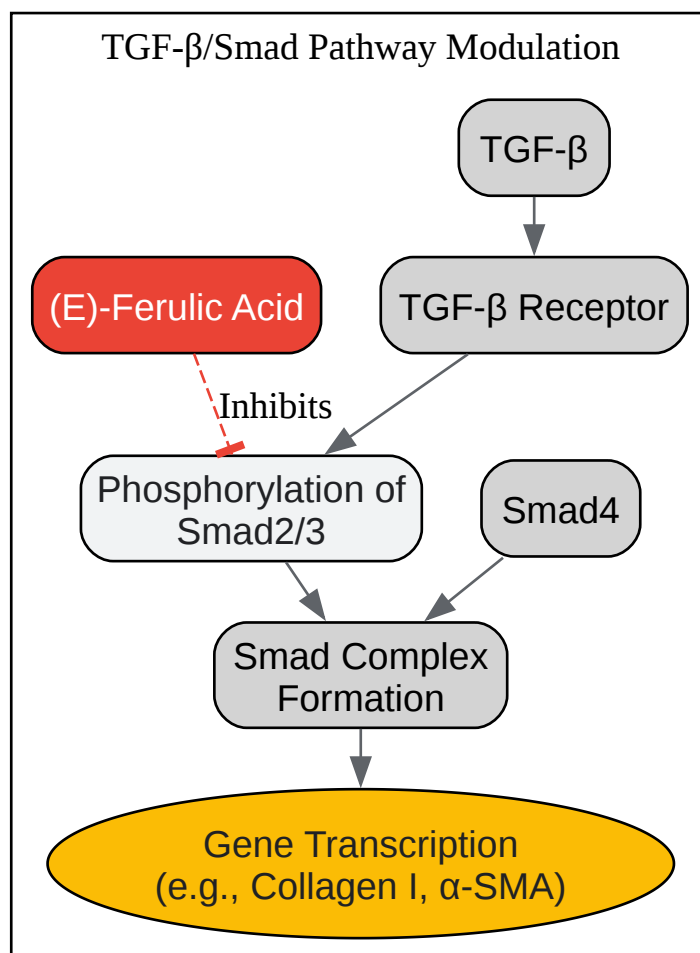 TGF-β/Smad Pathway Modulation
TGF-β
(E)-Ferulic Acid
TGF-β Receptor
Inhibits
Phosphorylation of
Smad2/3
Smad4
Smad Complex
Formation
Gene Transcription
(e.g., Collagen I, α-SMA)